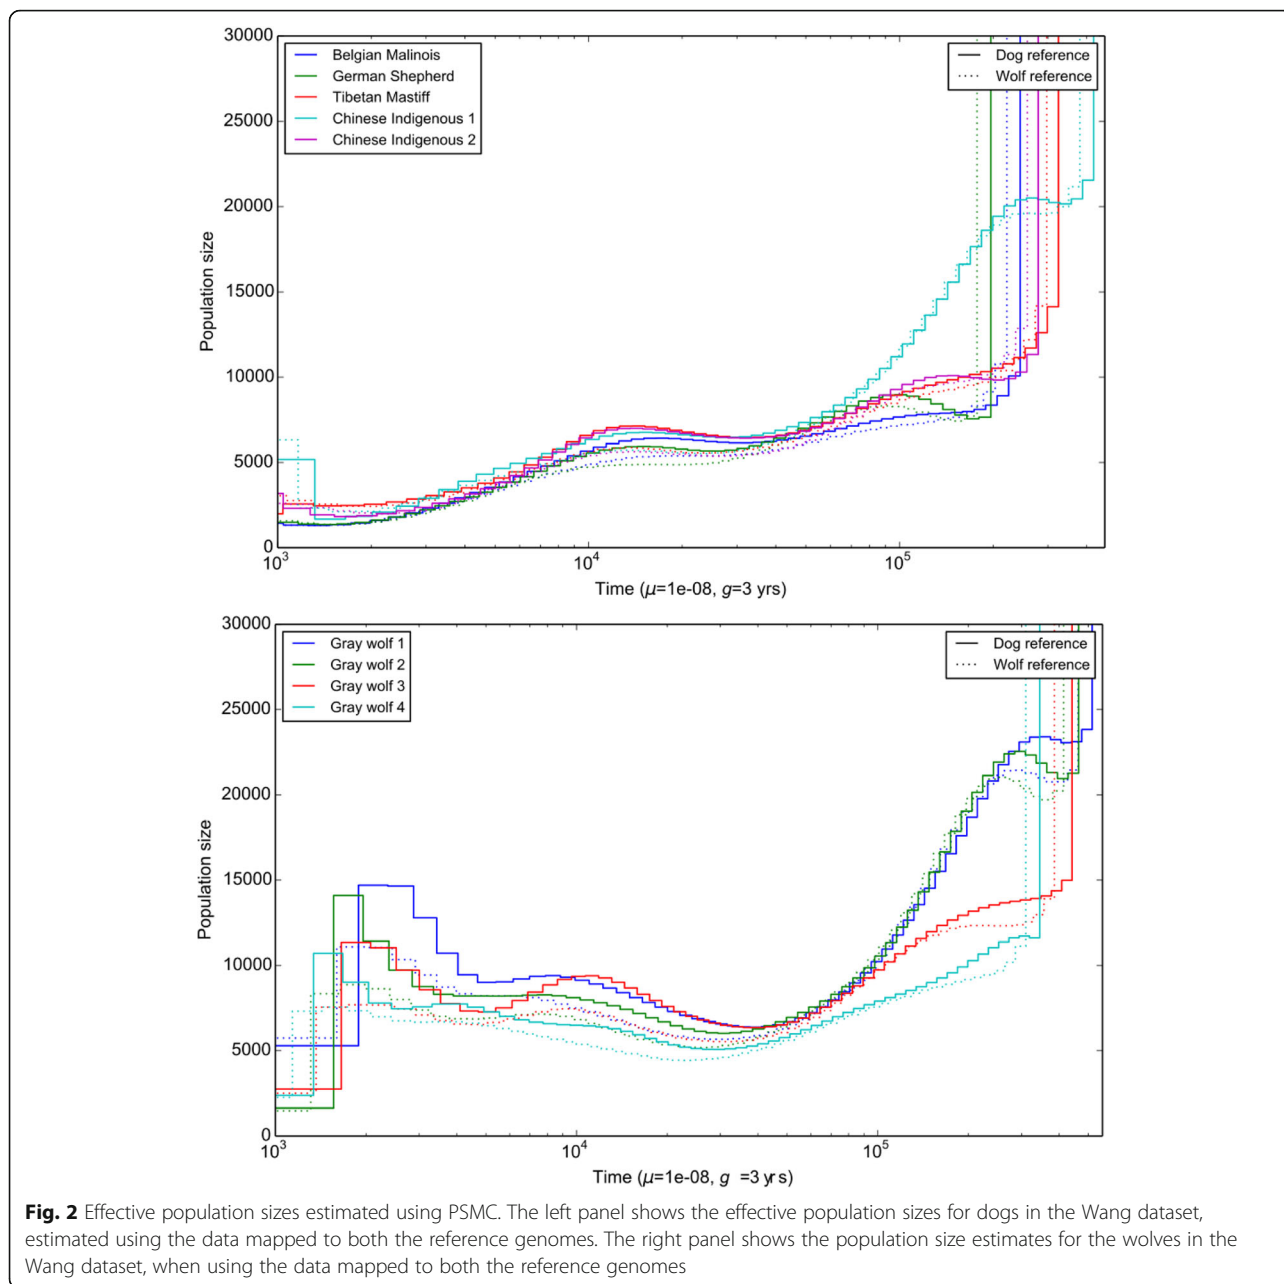 30000
25000
20000
15000
10000
5000
0
Population size
Belgian Malinois
German Shepherd
Tibetan Mastiff
Chinese Indigenous 1
Chinese Indigenous 2
Dog reference
Wolf reference
10³
10⁴
10⁵
Time (μ=1e-08, g=3 yrs)
30000
25000
20000
15000
10000
5000
0
Population size
Gray wolf 1
Gray wolf 2
Gray wolf 3
Gray wolf 4
Dog reference
Wolf reference
10³
10⁴
10⁵
Time (μ=1e-08, g =3 yrs)
Fig. 2 Effective population sizes estimated using PSMC. The left panel shows the effective population sizes for dogs in the Wang dataset,
estimated using the data mapped to both the reference genomes. The right panel shows the population size estimates for the wolves in the
Wang dataset, when using the data mapped to both the reference genomes